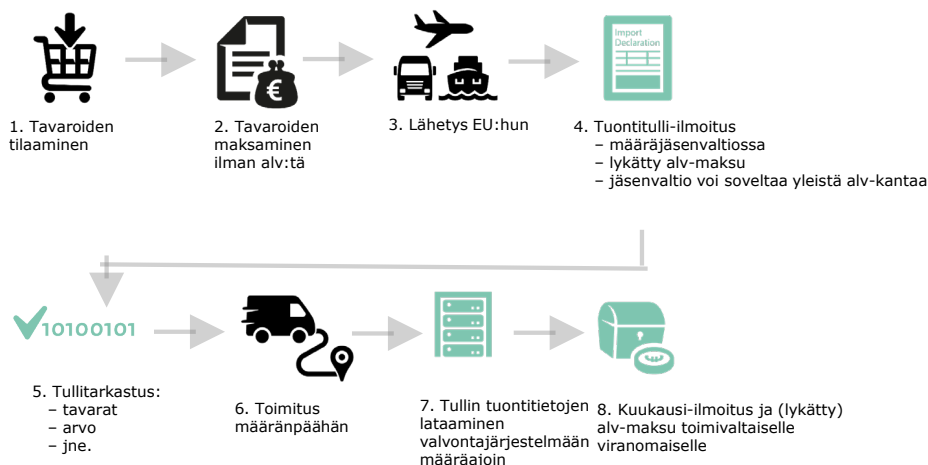 1. Tavaroiden
tilaaminen
2. Tavaroiden
maksaminen
ilman alv:tä
€
3. Lähetys EU:hun
Import
Declaration
4. Tuontitulli-ilmoitus
– määräjäsenvaltiossa
– lykätty alv-maksu
– jäsenvaltio voi soveltaa yleistä alv-kantaa
10100101
5. Tullitarkastus:
– tavarat
– arvo
– jne.
6. Toimitus
määränpäähän
7. Tullin tuontitietojen
lataaminen
valvontajärjestelmään
määräajoin
8. Kuukausi-ilmoitus ja (lykätty)
alv-maksu toimivaltaiselle
viranomaiselle